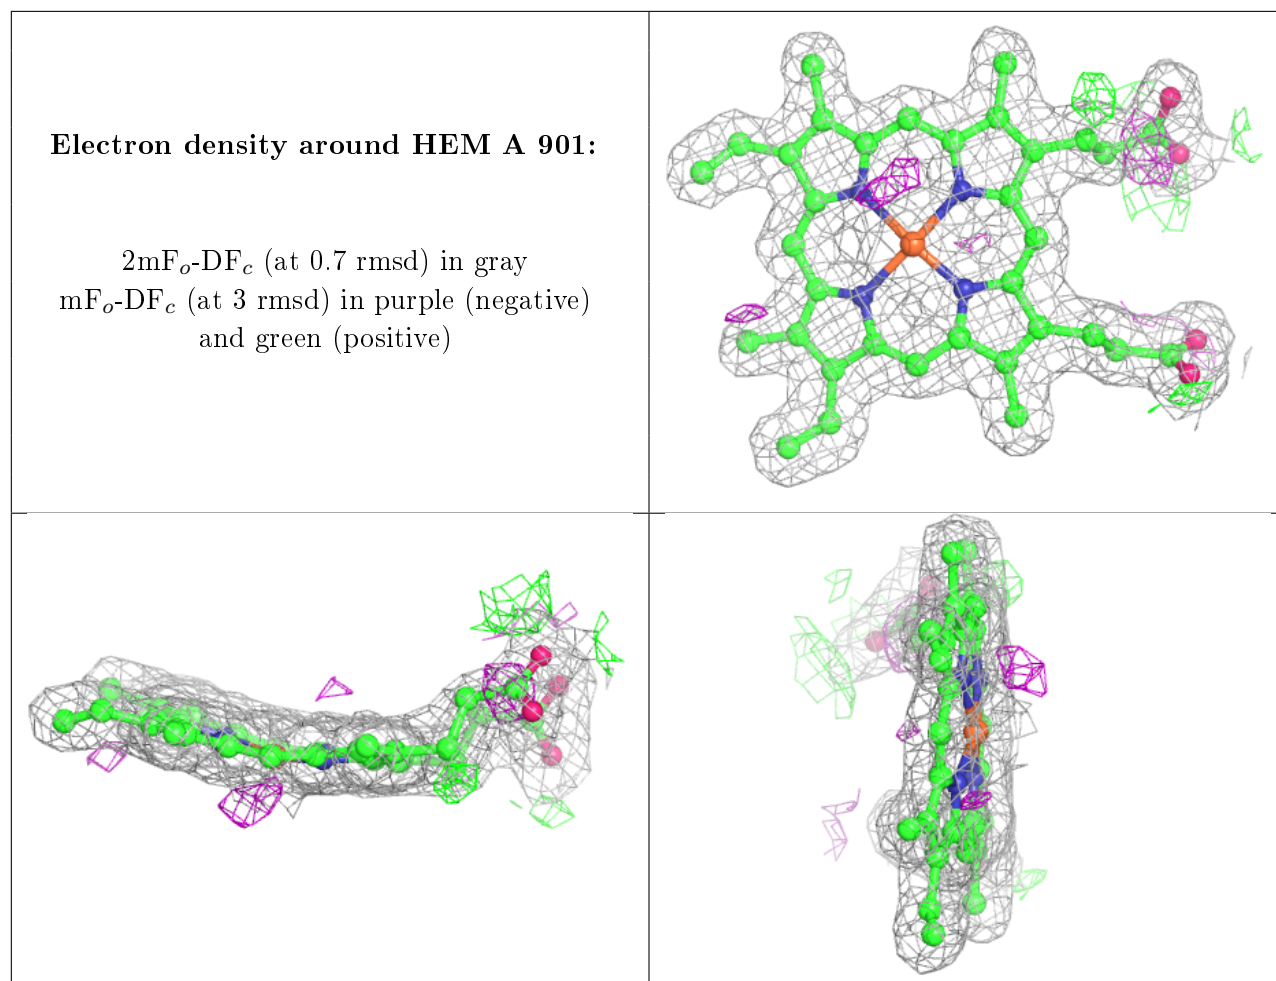 Electron density around HEM A 901:
2mFₒ-DF𝒸 (at 0.7 rmsd) in gray
mFₒ-DF𝒸 (at 3 rmsd) in purple (negative)
and green (positive)